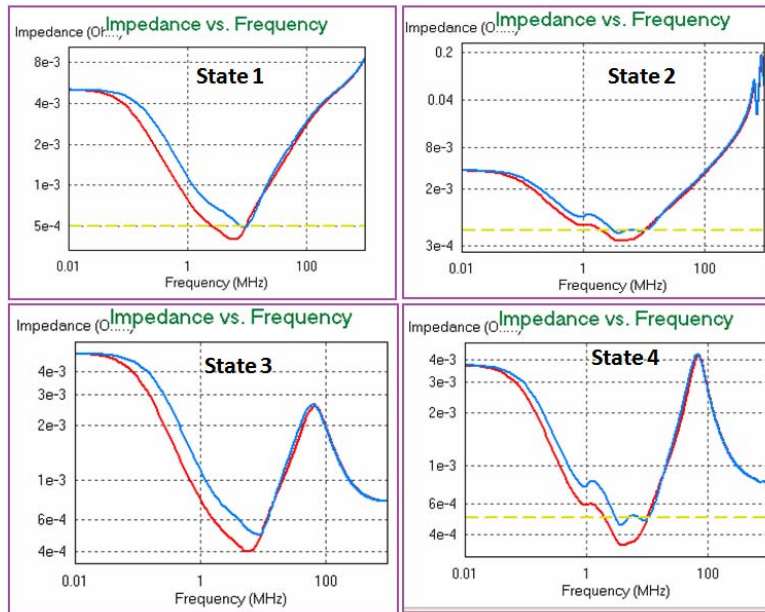 Impedance vs. Frequency
Impedance (O
State 1
8e-3
4e-3
2e-3
1e-3
5e-4
0.01
1
100
Frequency (MHz)
Impedance vs. Frequency
Impedance (O
State 2
0.2
0.04
8e-3
2e-3
3e-4
0.01
1
100
Frequency (MHz)
Impedance vs. Frequency
Impedance (O
State 3
4e-3
3e-3
2e-3
1e-3
6e-4
4e-4
0.01
1
100
Frequency (MHz)
Impedance vs. Frequency
Impedance (O
State 4
4e-3
3e-3
2e-3
1e-3
6e-4
4e-4
0.01
1
100
Frequency (MHz)